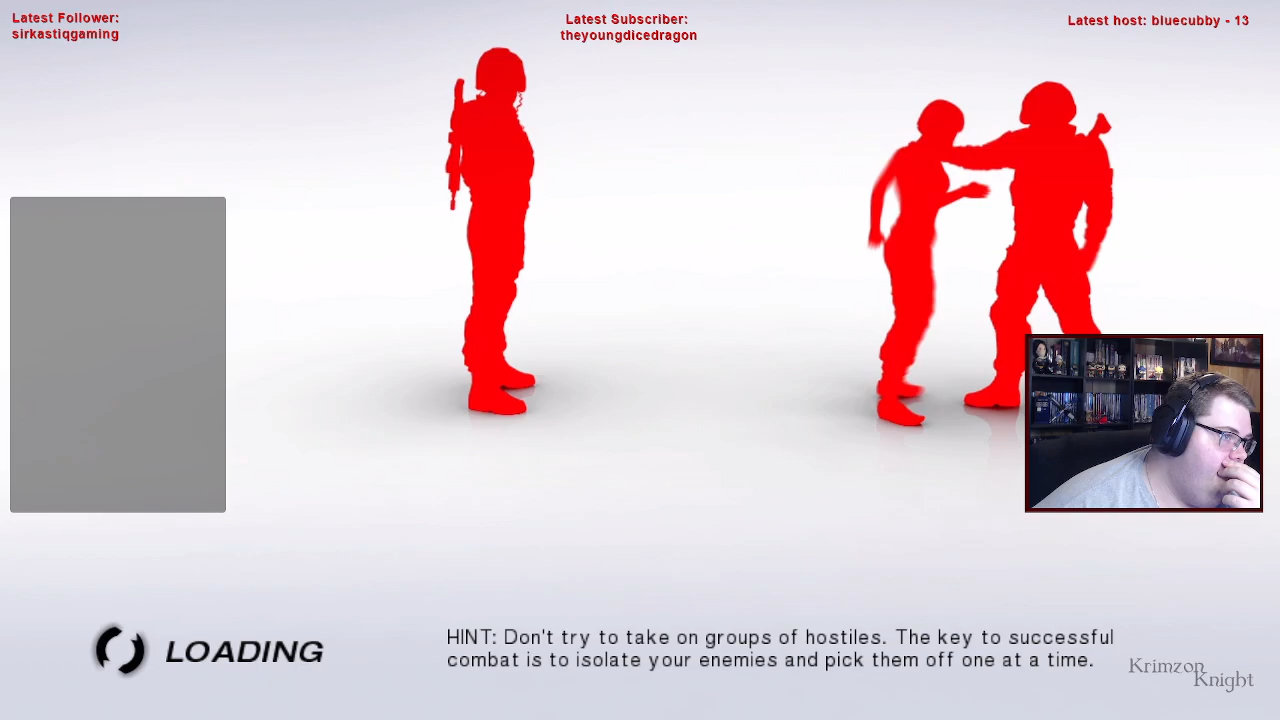 Latest Follower:
sirkastiqgaming
Latest Subscriber:
theyoungdicedragon
Latest host: bluecubby - 13
LOADING
HINT: Don't try to take on groups of hostiles. The key to successful
combat is to isolate your enemies and pick them off one at a time.
Krimzon
Knight